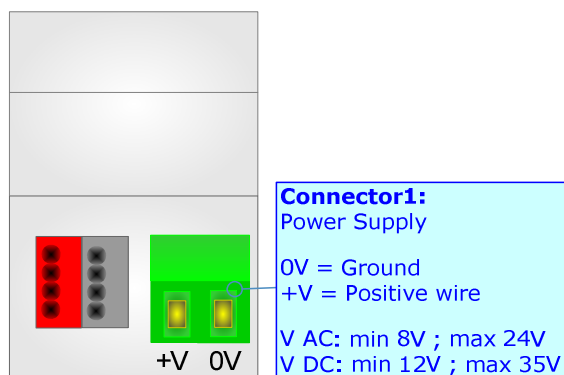 Connector1:
Power Supply
0V = Ground
+V = Positive wire
V AC: min 8V ; max 24V
V DC: min 12V ; max 35V
+V 0V